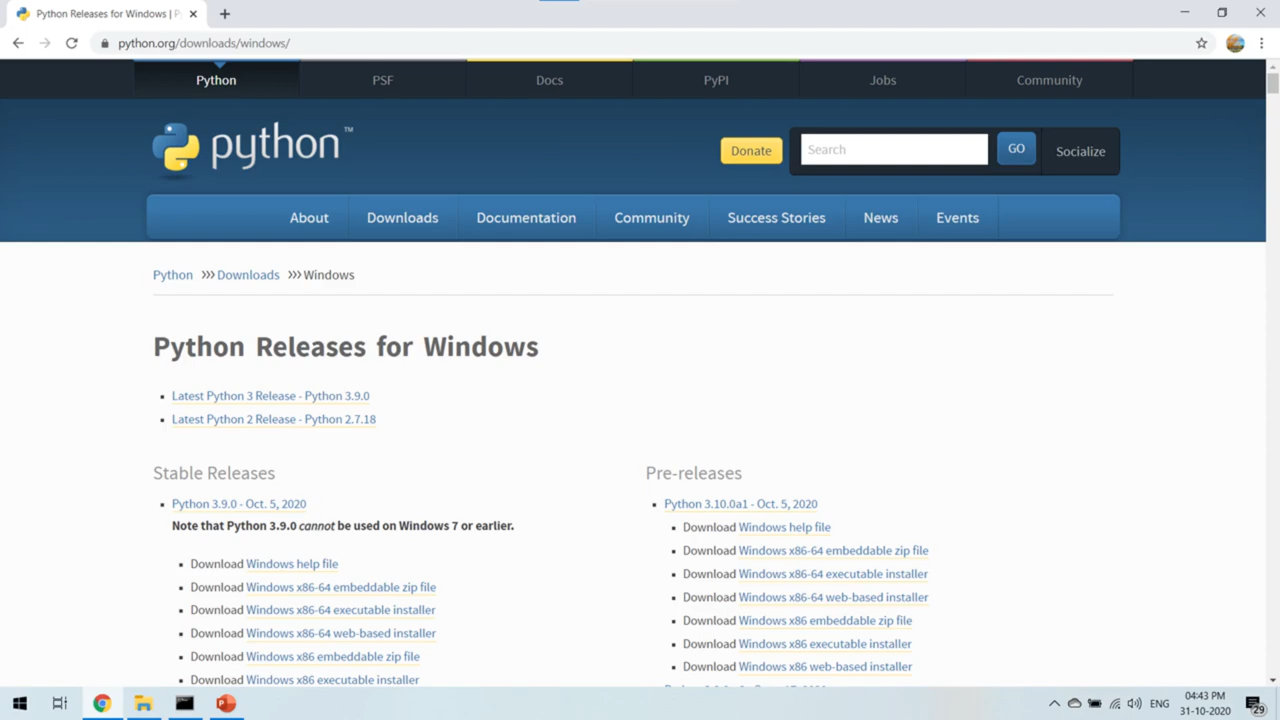 Python Releases for Windows | P
python.org/downloads/windows/
Python PSF Docs PyPI Jobs Community
python™
Donate Search GO Socialize
About Downloads Documentation Community Success Stories News Events
Python >>> Downloads >>> Windows
Python Releases for Windows
Latest Python 3 Release - Python 3.9.0
Latest Python 2 Release - Python 2.7.18
Stable Releases
Python 3.9.0 - Oct. 5, 2020
Note that Python 3.9.0 cannot be used on Windows 7 or earlier.
Download Windows help file
Download Windows x86-64 embeddable zip file
Download Windows x86-64 executable installer
Download Windows x86-64 web-based installer
Download Windows x86 embeddable zip file
Download Windows x86 executable installer
Pre-releases
Python 3.10.0a1 - Oct. 5, 2020
Download Windows help file
Download Windows x86-64 embeddable zip file
Download Windows x86-64 executable installer
Download Windows x86-64 web-based installer
Download Windows x86 embeddable zip file
Download Windows x86 executable installer
Download Windows x86 web-based installer
ENG
04:43 PM
31-10-2020
29